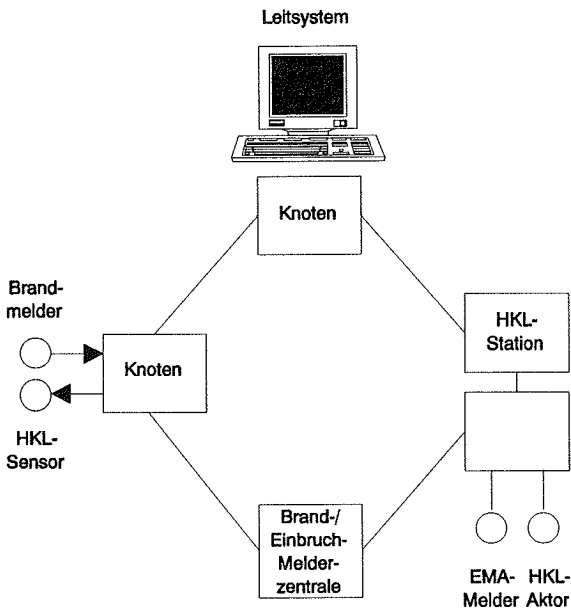 Leitsystem
Knoten
Brand-
melder
Knoten
HKL-
Sensor
HKL-
Station
Brand-/
Einbruch-
Melder-
zentrale
EMA- HKL-
Melder Aktor